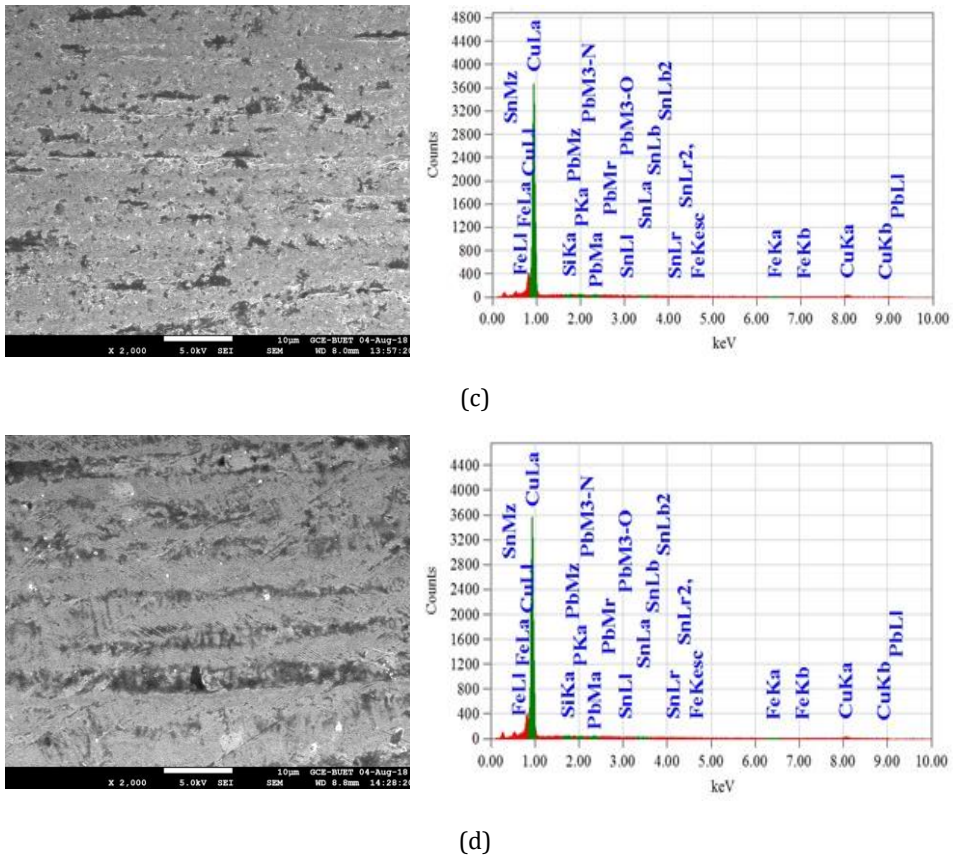 4800
4400
4000
3600
3200
2800
2400
2000
1600
1200
800
400
0
Counts
FeLl
SnMz
FeLa
CuLl
CuLa
SiKa
PKa
PbMz
PbM3-N
PbMa
PbMr
PbM3-O
SnLl
SnLa
SnLb
SnLb2
SnLr
SnLr2,
FeKesc
FeKa
FeKb
CuKa
CuKb
PbLl
0.00 1.00 2.00 3.00 4.00 5.00 6.00 7.00 8.00 9.00 10.00
keV
10μm GCE-BUET 04-Aug-18
X 2,000 5.0kV SEI SEM WD 8.0mm 13:57:20
(c)
4400
4000
3600
3200
2800
2400
2000
1600
1200
800
400
0
Counts
FeLl
SnMz
FeLa
CuLl
CuLa
SiKa
PKa
PbMz
PbM3-N
PbMa
PbMr
PbM3-O
SnLl
SnLa
SnLb
SnLb2
SnLr
SnLr2,
FeKesc
FeKa
FeKb
CuKa
CuKb
PbLl
0.00 1.00 2.00 3.00 4.00 5.00 6.00 7.00 8.00 9.00 10.00
keV
10μm GCE-BUET 04-Aug-18
X 2,000 5.0kV SEI SEM WD 8.8mm 14:28:20
(d)